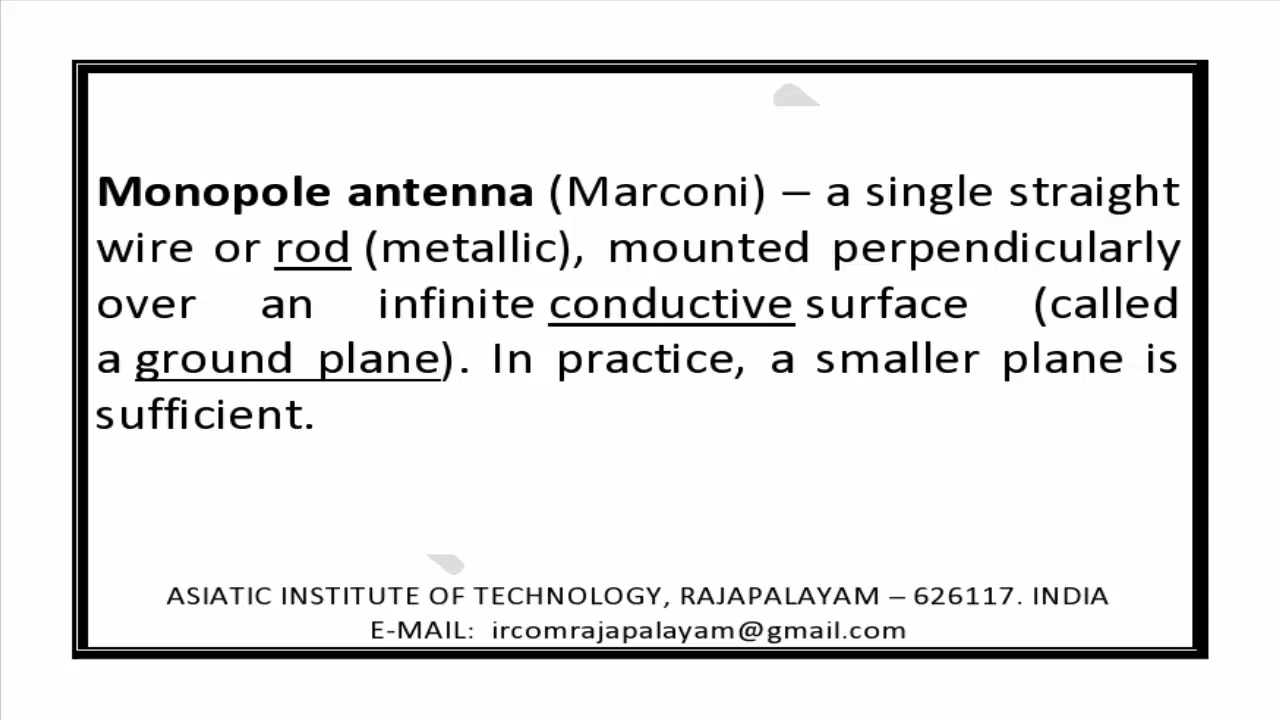 Monopole antenna (Marconi) – a single straight
wire or rod (metallic), mounted perpendicularly
over an infinite conductive surface (called
a ground plane). In practice, a smaller plane is
sufficient.
ASIATIC INSTITUTE OF TECHNOLOGY, RAJAPALAYAM – 626117. INDIA
E-MAIL: ircomrajapalayam@gmail.com